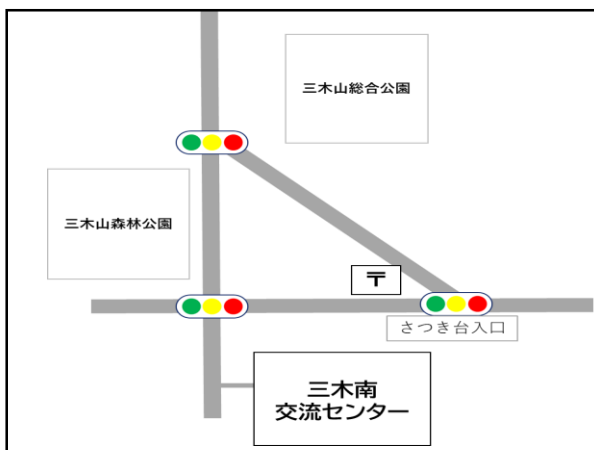 三木山総合公園
三木山森林公園
〒
さつき台入口
三木南
交流センター